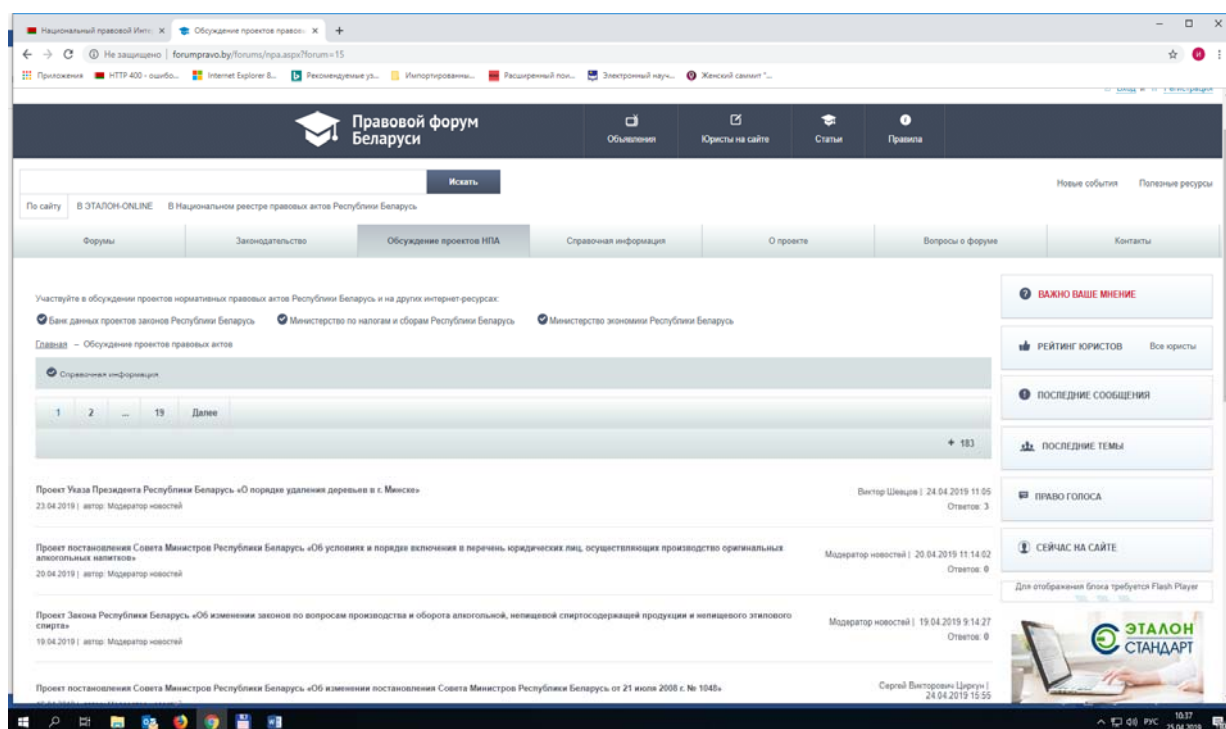 Национальный правовой Инте
Обсуждение проектов правов
Не защищено | forumpravo.by/forums/npa.aspx?forum=15
Приложения HTTP 400 - ошибо... Internet Explorer 8... Рекомендуемые уз... Импортированны... Расширенный пои... Электронный науч... Женский саммит "...
Вход Регистрация
Правовой форум
Беларуси
Объявления Юристы на сайте Статьи Правила
Искать
Новые события Полезные ресурсы
По сайту В ЭТАЛОН-ONLINE В Национальном реестре правовых актов Республики Беларусь
Форумы Законодательство Обсуждение проектов НПА Справочная информация О проекте Вопросы о форуме Контакты
Участвуйте в обсуждении проектов нормативных правовых актов Республики Беларусь и на других интернет-ресурсах:
Банк данных проектов законов Республики Беларусь Министерство по налогам и сборам Республики Беларусь Министерство экономики Республики Беларусь
Главная – Обсуждение проектов правовых актов
Справочная информация
1 2 ... 19 Далее
+ 183
Проект Указа Президента Республики Беларусь «О порядке удаления деревьев в г. Минске»
23.04.2019 | автор: Модератор новостей
Виктор Шевцов | 24.04.2019 11:05
Ответов: 3
Проект постановления Совета Министров Республики Беларусь «Об условиях и порядке включения в перечень юридических лиц, осуществляющих производство оригинальных
алкогольных напитков»
20.04.2019 | автор: Модератор новостей
Модератор новостей | 20.04.2019 11:14:02
Ответов: 0
Проект Закона Республики Беларусь «Об изменении законов по вопросам производства и оборота алкогольной, непищевой спиртосодержащей продукции и непищевого этилового
спирта»
19.04.2019 | автор: Модератор новостей
Модератор новостей | 19.04.2019 9:14:27
Ответов: 0
Проект постановления Совета Министров Республики Беларусь «Об изменении постановления Совета Министров Республики Беларусь от 21 июля 2008 г. № 1048»
Сергей Викторович Циркун |
24.04.2019 15:55
ВАЖНО ВАШЕ МНЕНИЕ
РЕЙТИНГ ЮРИСТОВ Все юристы
ПОСЛЕДНИЕ СООБЩЕНИЯ
ПОСЛЕДНИЕ ТЕМЫ
ПРАВО ГОЛОСА
СЕЙЧАС НА САЙТЕ
Для отображения блока требуется Flash Player
ЭТАЛОН
СТАНДАРТ
РУС
10:37
25.04.2019